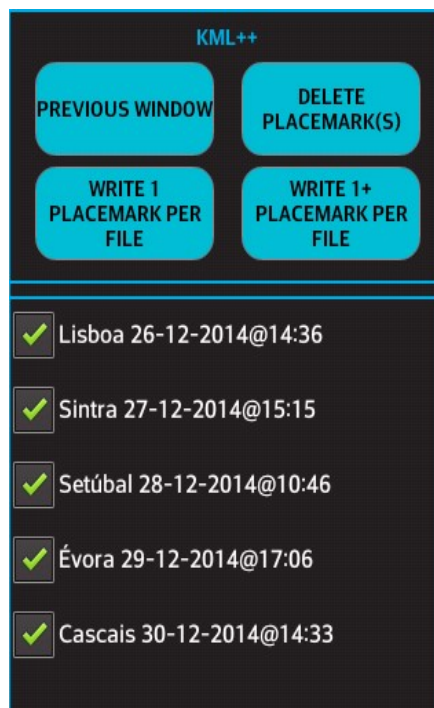 KML++
PREVIOUS WINDOW
DELETE
PLACEMARK(S)
WRITE 1
PLACEMARK PER
FILE
WRITE 1+
PLACEMARK PER
FILE
Lisboa 26-12-2014@14:36
Sintra 27-12-2014@15:15
Setúbal 28-12-2014@10:46
Évora 29-12-2014@17:06
Cascais 30-12-2014@14:33